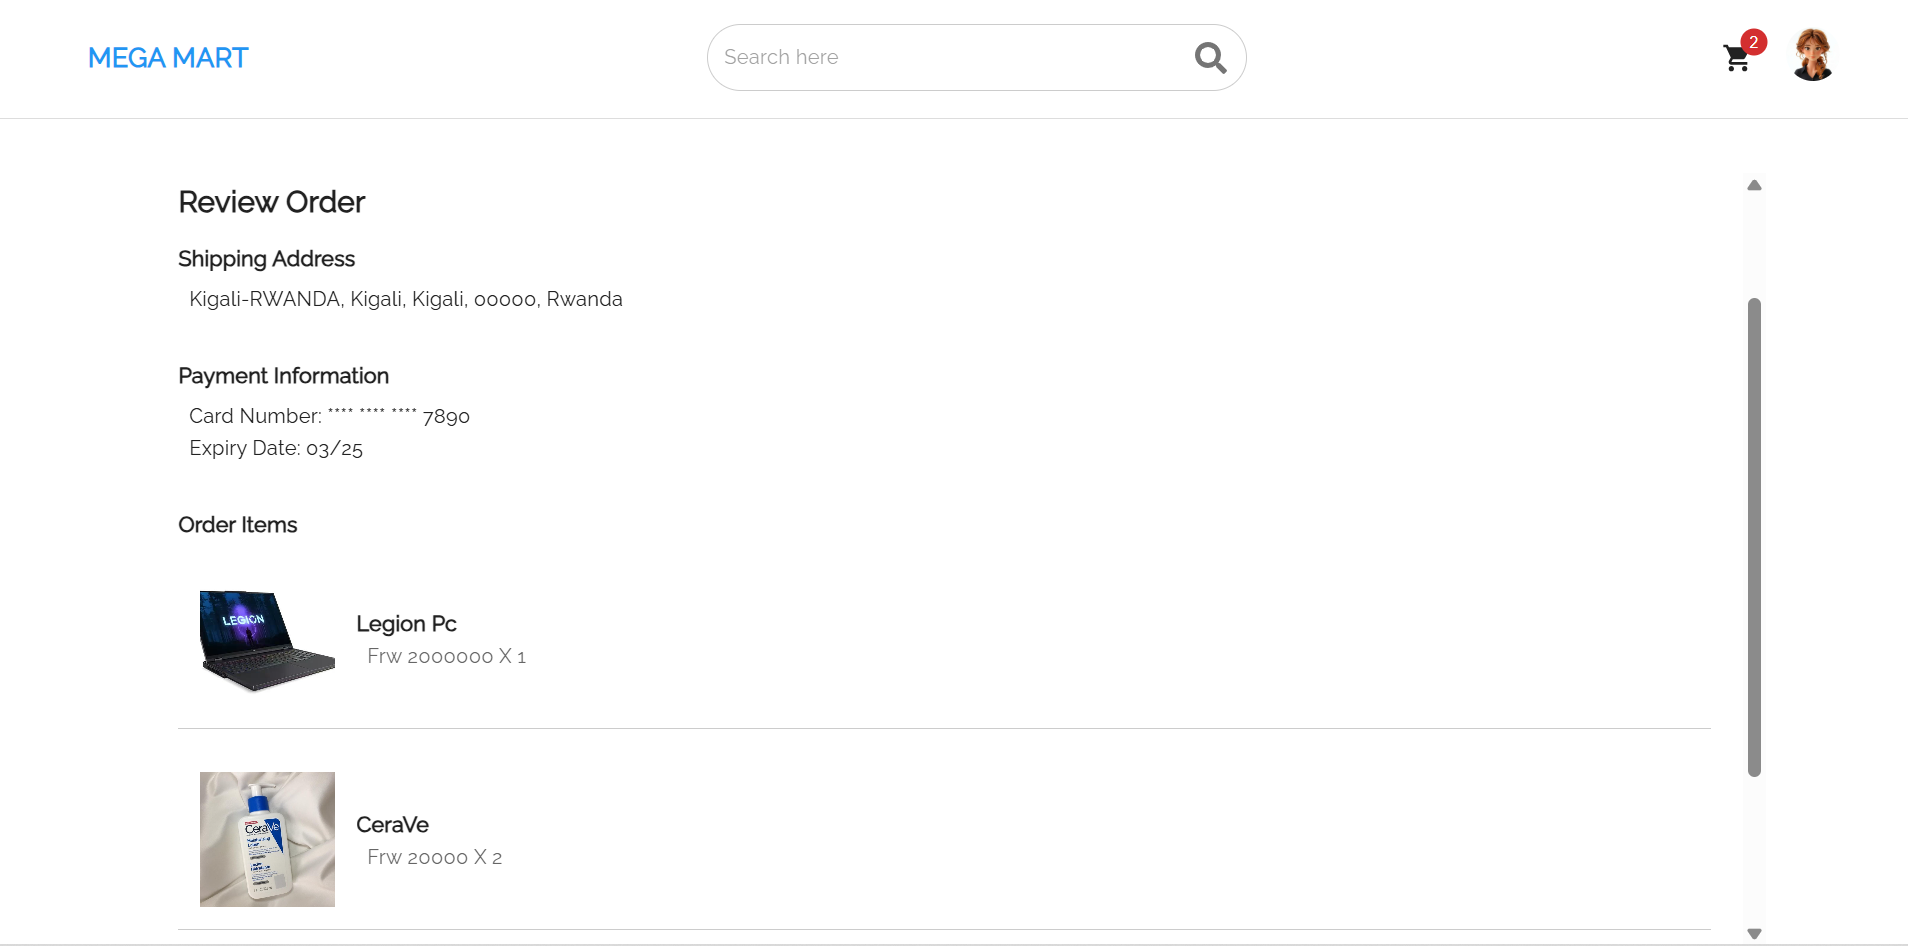 MEGA MART
Search here
2
Review Order
Shipping Address
Kigali-RWANDA, Kigali, Kigali, 00000, Rwanda
Payment Information
Card Number: **** **** **** 7890
Expiry Date: 03/25
Order Items
LEGION
Legion Pc
Frw 2000000 X 1
CeraVe
CeraVe
Frw 20000 X 2